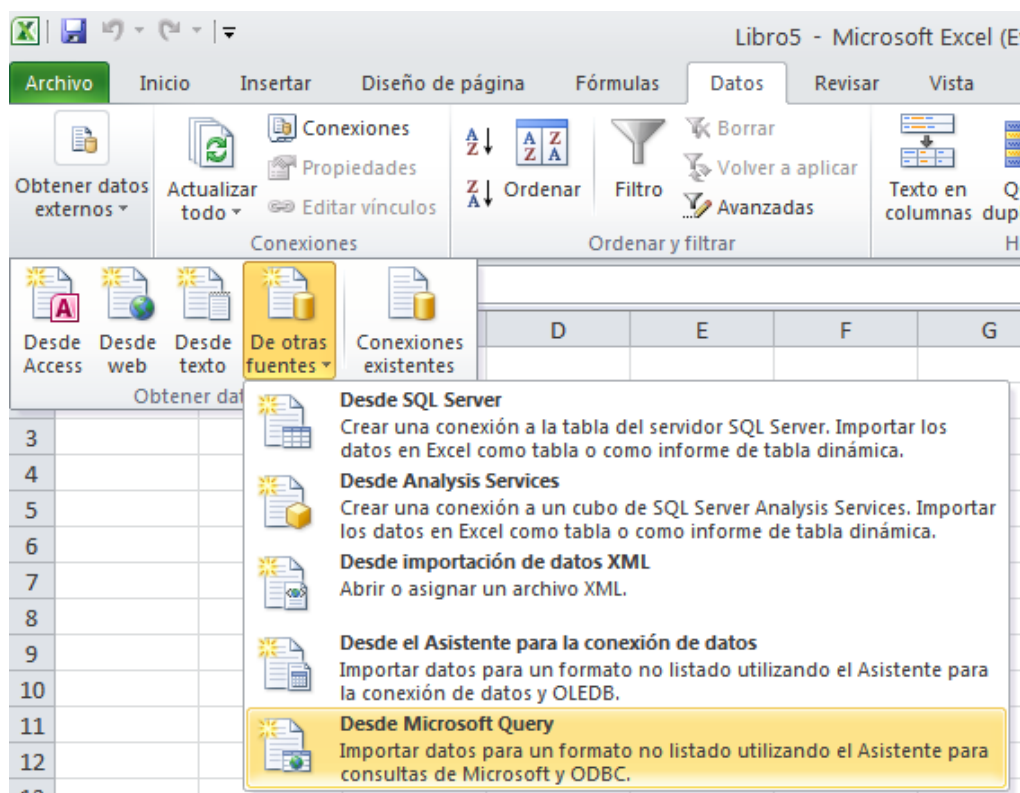 Libro5 - Microsoft Excel (E
Archivo Inicio Insertar Diseño de página Fórmulas Datos Revisar Vista
Obtener datos externos
Actualizar todo
Conexiones
Propiedades
Editar vínculos
Conexiones
Ordenar
Filtro
Borrar
Volver a aplicar
Avanzadas
Ordenar y filtrar
Texto en columnas
Q
dup
H
Desde Access
Desde web
Desde texto
De otras fuentes
Conexiones existentes
Obtener dat
D E F G
Desde SQL Server
Crear una conexión a la tabla del servidor SQL Server. Importar los
datos en Excel como tabla o como informe de tabla dinámica.
Desde Analysis Services
Crear una conexión a un cubo de SQL Server Analysis Services. Importar
los datos en Excel como tabla o como informe de tabla dinámica.
Desde importación de datos XML
Abrir o asignar un archivo XML.
Desde el Asistente para la conexión de datos
Importar datos para un formato no listado utilizando el Asistente para
la conexión de datos y OLEDB.
Desde Microsoft Query
Importar datos para un formato no listado utilizando el Asistente para
consultas de Microsoft y ODBC.
3
4
5
6
7
8
9
10
11
12